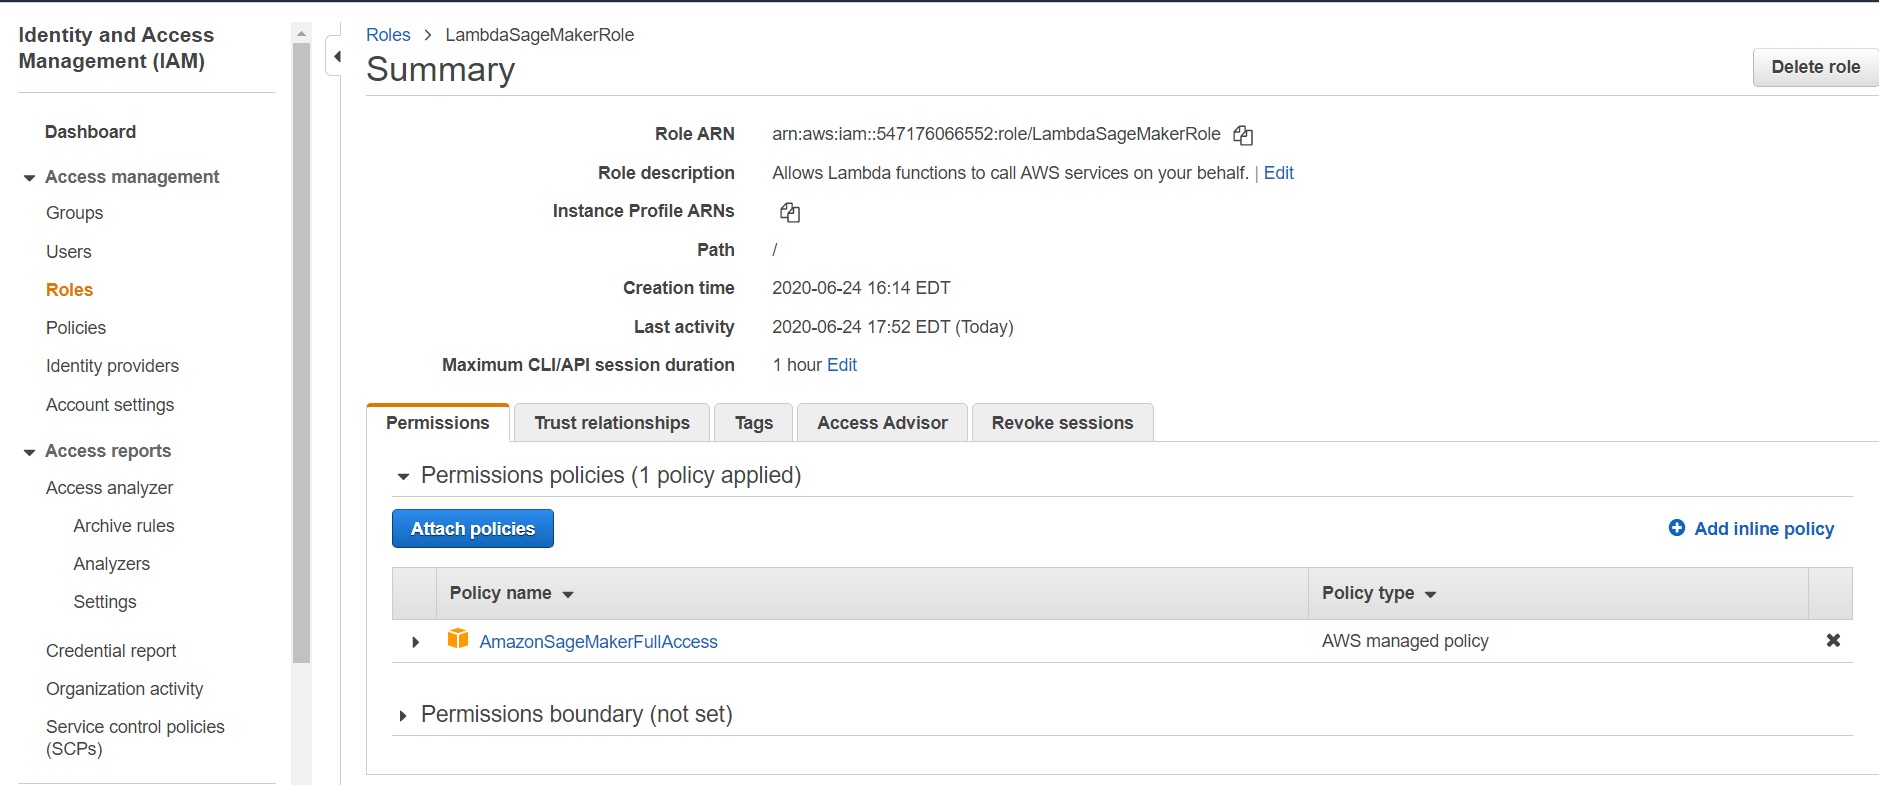 Identity and Access
Management (IAM)
Dashboard
Access management
Groups
Users
Roles
Policies
Identity providers
Account settings
Access reports
Access analyzer
Archive rules
Analyzers
Settings
Credential report
Organization activity
Service control policies
(SCPs)
Roles > LambdaSageMakerRole
Summary
Delete role
Role ARN arn:aws:iam::547176066552:role/LambdaSageMakerRole
Role description Allows Lambda functions to call AWS services on your behalf. | Edit
Instance Profile ARNs
Path /
Creation time 2020-06-24 16:14 EDT
Last activity 2020-06-24 17:52 EDT (Today)
Maximum CLI/API session duration 1 hour Edit
Permissions Trust relationships Tags Access Advisor Revoke sessions
Permissions policies (1 policy applied)
Attach policies Add inline policy
Policy name Policy type
AmazonSageMakerFullAccess AWS managed policy
Permissions boundary (not set)